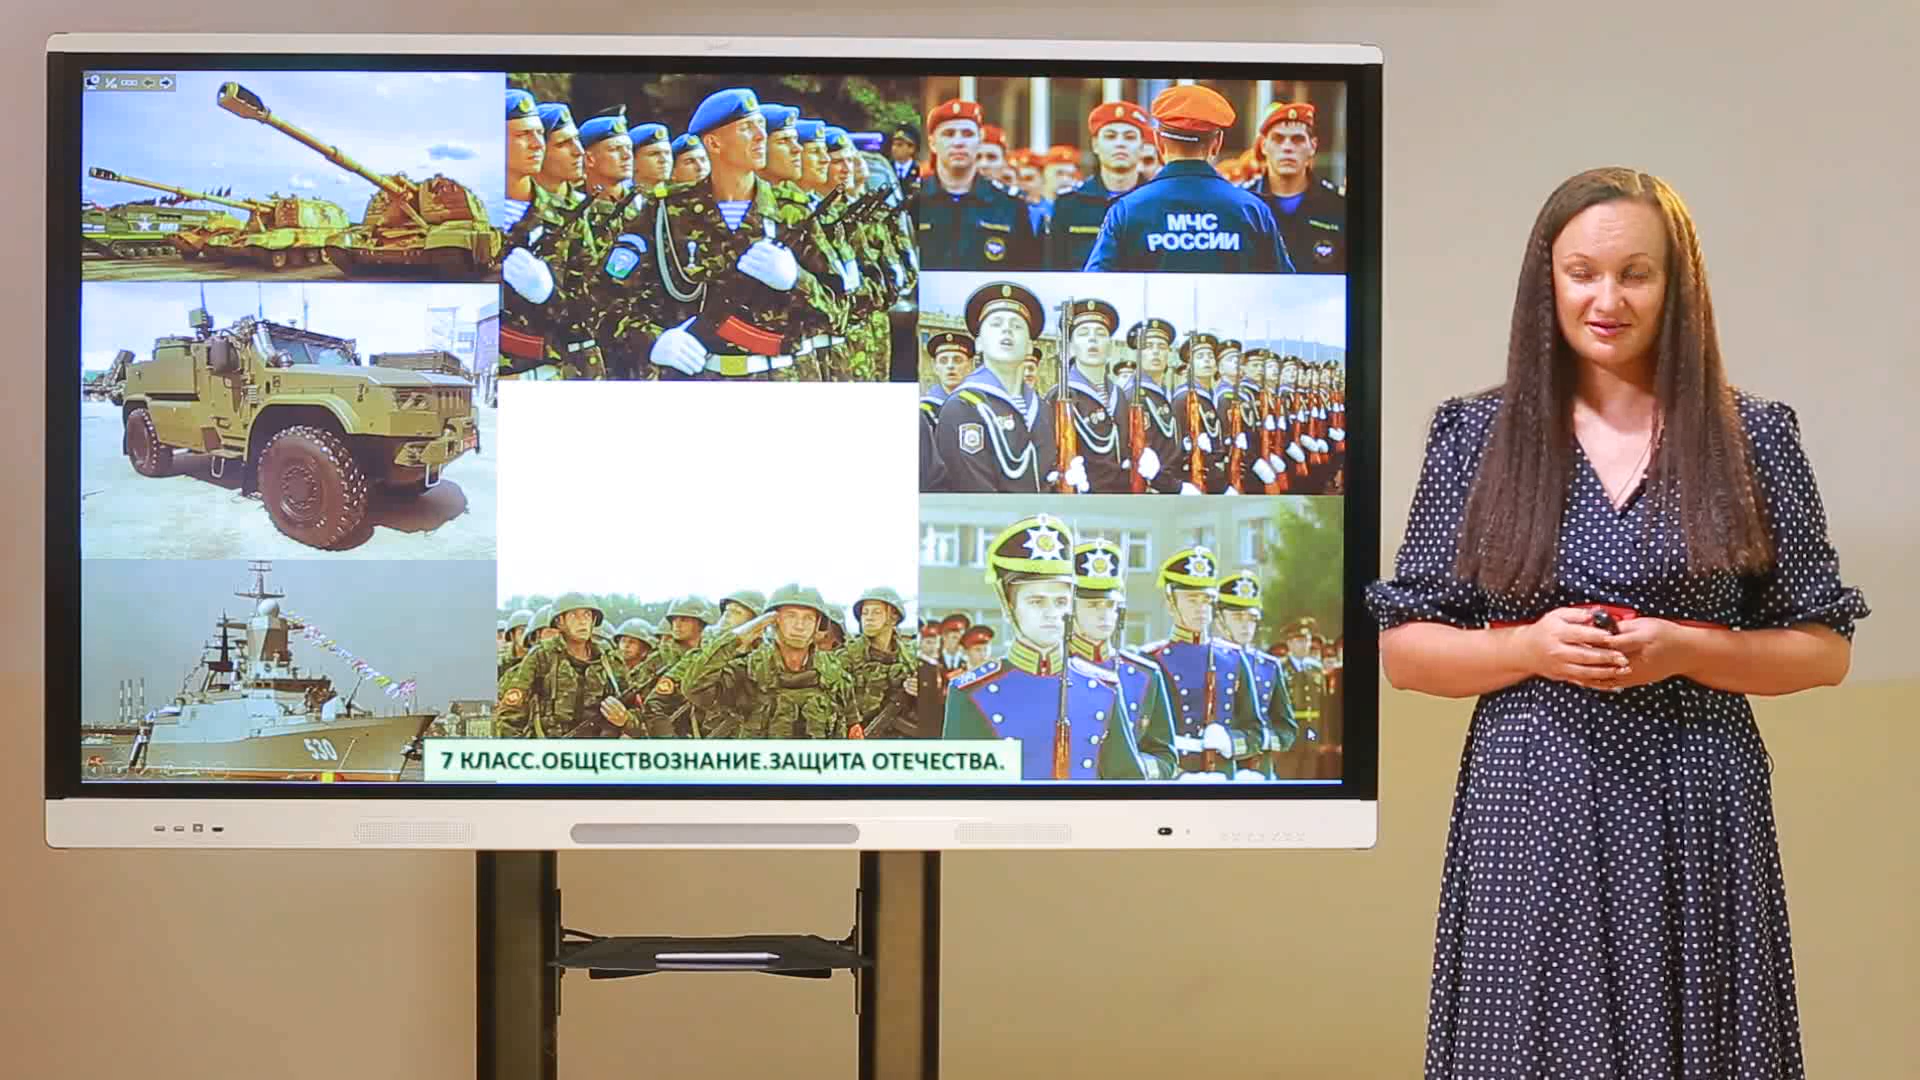 МЧС
РОССИИ
530
7 КЛАСС.ОБЩЕСТВОЗНАНИЕ.ЗАЩИТА ОТЕЧЕСТВА.